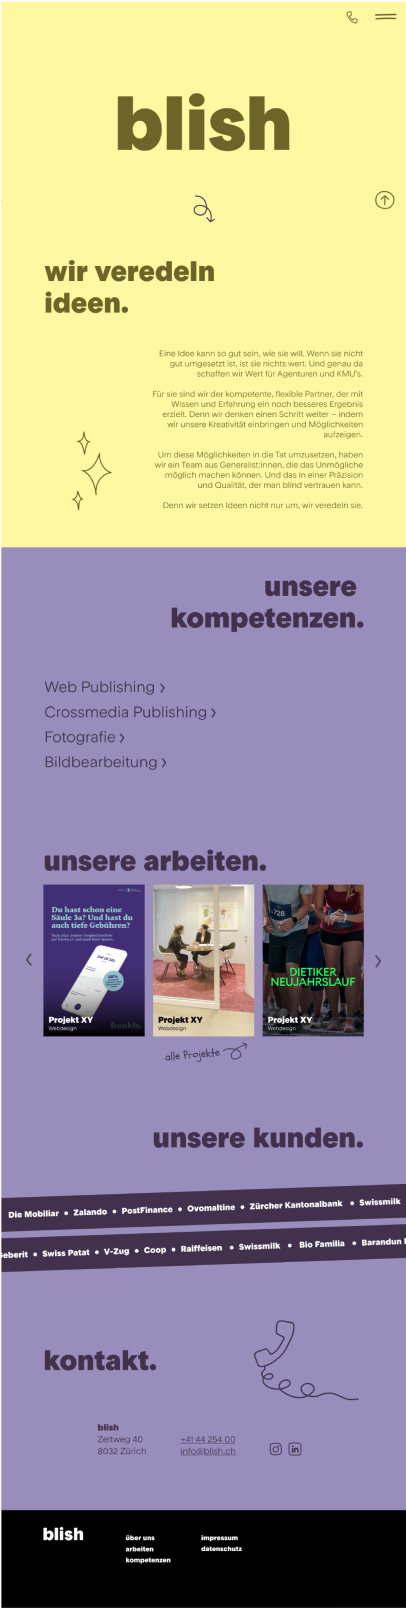 blish
wir veredeln
ideen.
Eine Idee kann so gut sein, wie sie will. Wenn sie nicht
gut umgesetzt ist, ist sie nichts wert. Und genau da
schaffen wir Wert für Agenturen und KMU's.
Für sie sind wir der kompetente, flexible Partner, der mit
Wissen und Erfahrung ein noch besseres Ergebnis
erzielt. Denn wir denken einen Schritt weiter – indem
wir unsere Kreativität einbringen und Möglichkeiten
aufzeigen.
Um diese Möglichkeiten in die Tat umzusetzen, haben
wir ein Team aus Generalist:innen, die das Unmögliche
möglich machen können. Und das in einer Präzision
und Qualität, der man blind vertrauen kann.
Denn wir setzen Ideen nicht nur um, wir veredeln sie.
unsere
kompetenzen.
Web Publishing
Crossmedia Publishing
Fotografie
Bildbearbeitung
unsere arbeiten.
Du hast schon eine
Säule 3a? Und hast du
auch tiefe Gebühren?
Projekt XY
Webdesign
frankly.
Projekt XY
Webdesign
728
DIETIKER
NEUJAHRSLAUF
Projekt XY
Webdesign
alle Projekte
unsere kunden.
Die Mobiliar • Zalando • PostFinance • Ovomaltine • Zürcher Kantonalbank • Swissmilk
Geberit • Swiss Patat • V-Zug • Coop • Raiffeisen • Swissmilk • Bio Familia • Barandun
kontakt.
blish
Zeltweg 40
8032 Zürich
+41 44 254 00
info@blish.ch
blish
über uns
arbeiten
kompetenzen
impressum
datenschutz